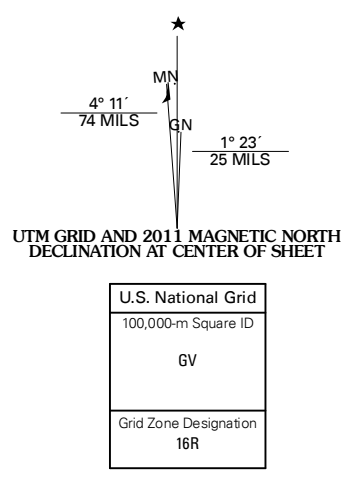 MN
4° 11´
74 MILS
GN
1° 23´
25 MILS
UTM GRID AND 2011 MAGNETIC NORTH
DECLINATION AT CENTER OF SHEET
U.S. National Grid
100,000-m Square ID
GV
Grid Zone Designation
16R